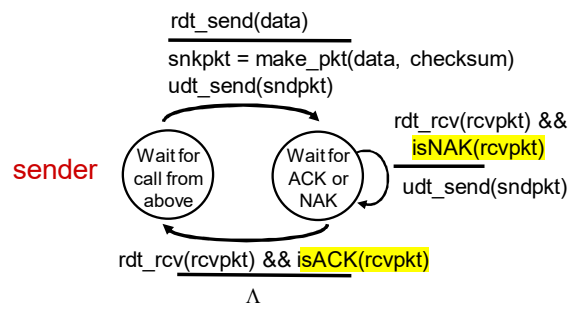 rdt_send(data)
snkpkt = make_pkt(data, checksum)
udt_send(sndpkt)
rdt_rcv(rcvpkt) &&
isNAK(rcvpkt)
udt_send(sndpkt)
sender
Wait for
call from
above
Wait for
ACK or
NAK
rdt_rcv(rcvpkt) && isACK(rcvpkt)
Λ